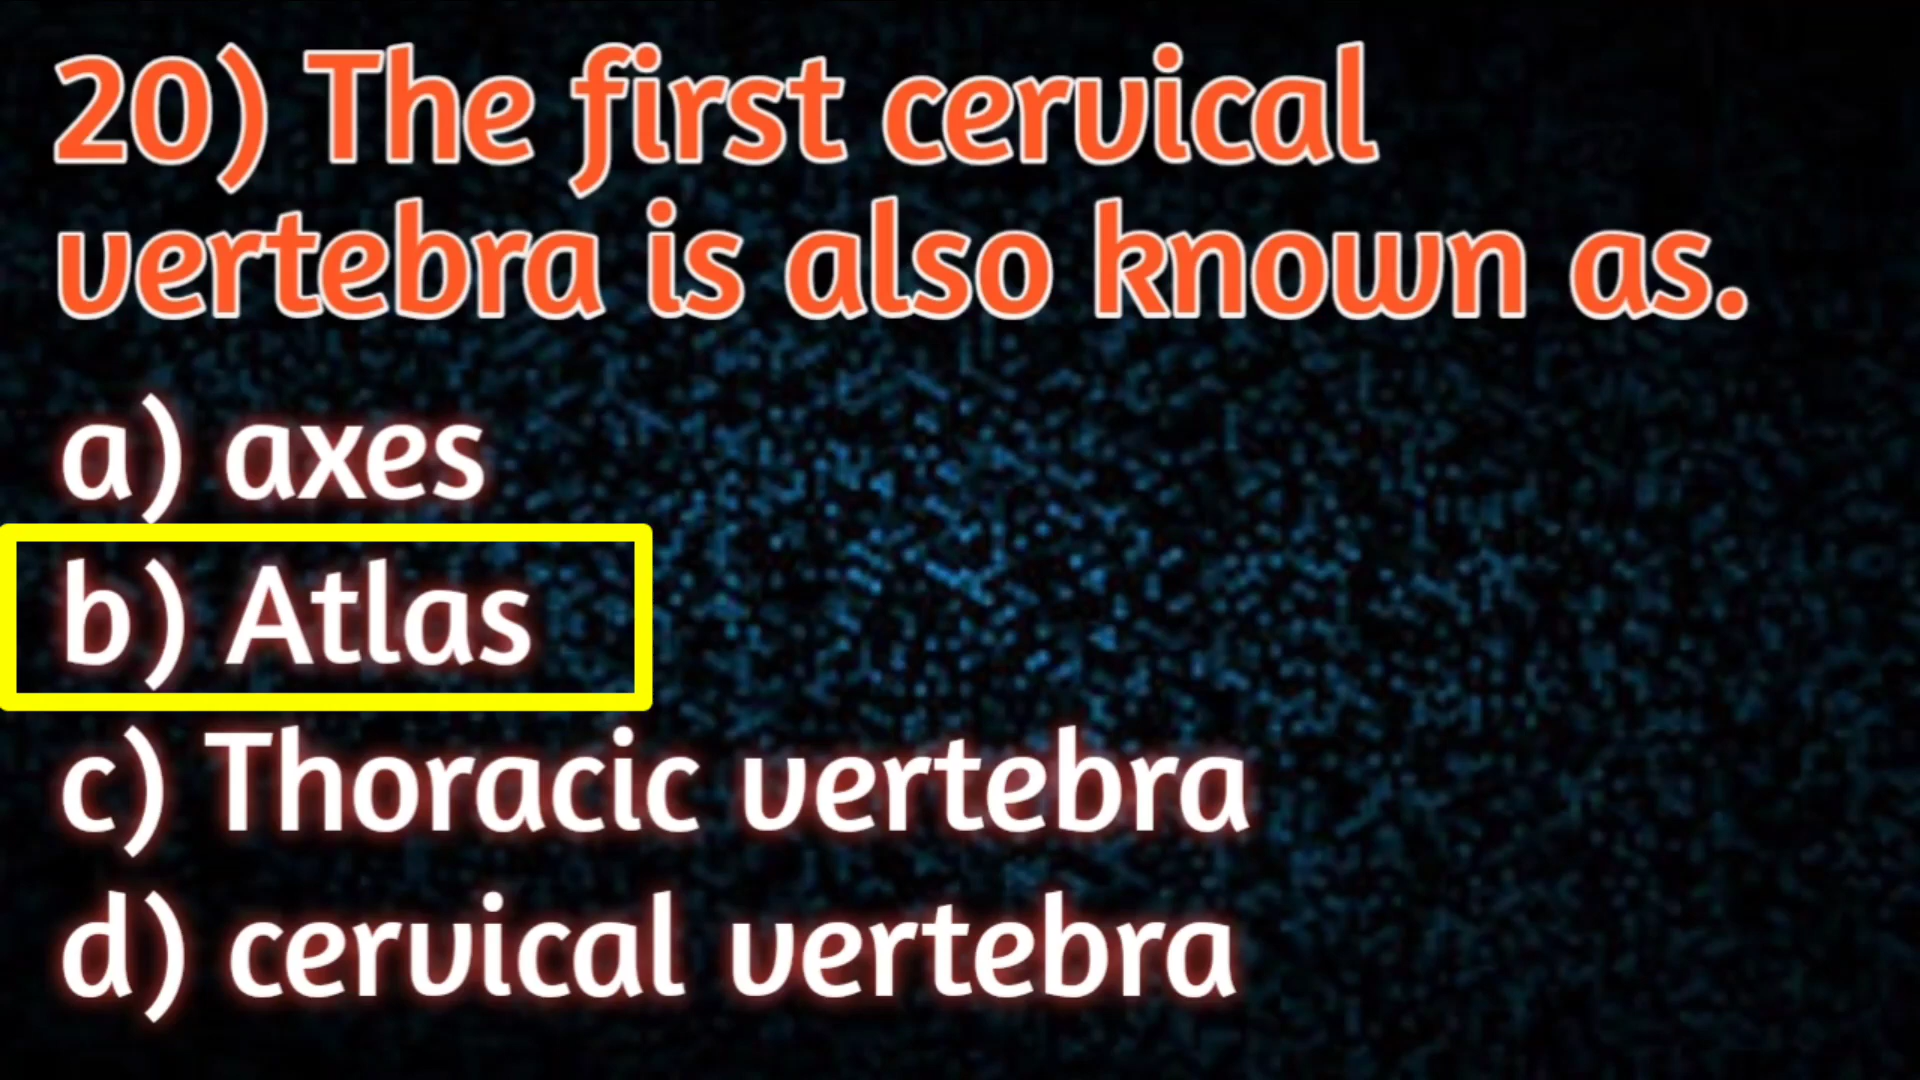 20) The first cervical
vertebra is also known as.
a) axes
b) Atlas
c) Thoracic vertebra
d) cervical vertebra